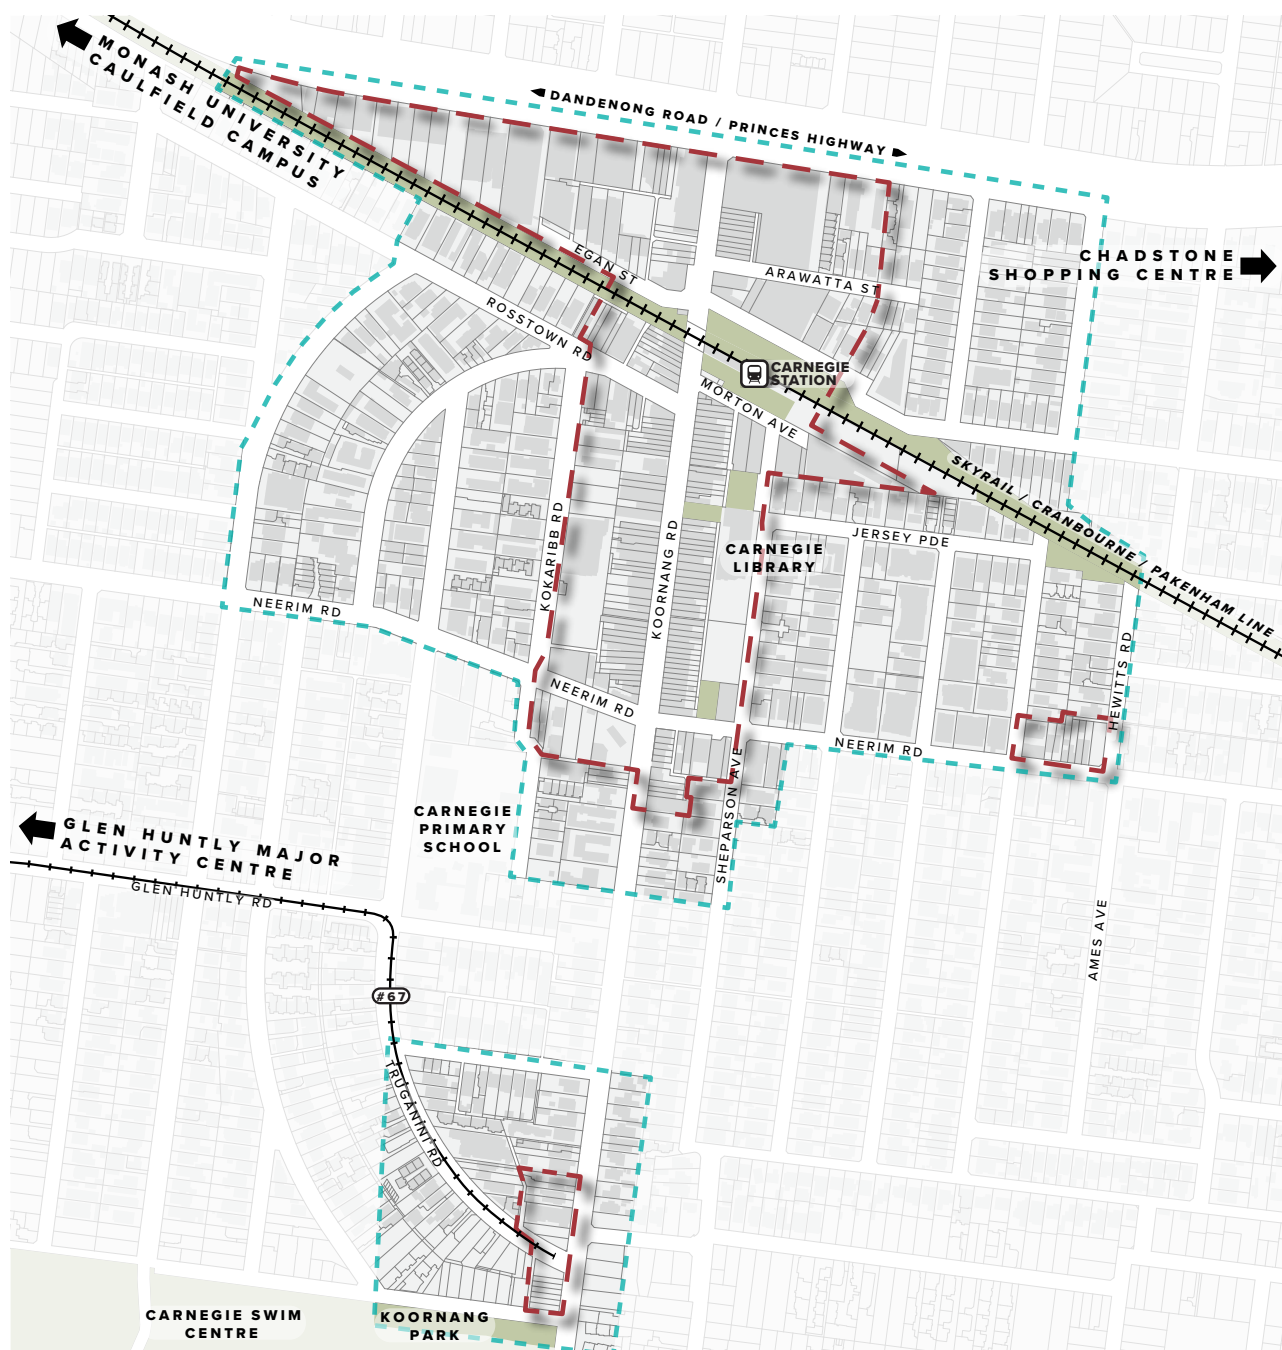 MONASH UNIVERSITY
CAULFIELD CAMPUS
DANDENONG ROAD / PRINCES HIGHWAY
CHADSTONE
SHOPPING CENTRE
EGAN ST
ARAWATTA ST
ROSSTOWN RD
CARNEGIE
STATION
MORTON AVE
SKYRAIL / CRANBOURNE / PAKENHAM LINE
KOKARIBB RD
KOORNANG RD
JERSEY PDE
CARNEGIE
LIBRARY
NEERIM RD
HEWITTS RD
NEERIM RD
NEERIM RD
SHEPARSON AVE
CARNEGIE
PRIMARY
SCHOOL
GLEN HUNTLY MAJOR
ACTIVITY CENTRE
GLEN HUNTLY RD
AMES AVE
#67
TRUGANINI RD
CARNEGIE SWIM
CENTRE
KOORNANG
PARK